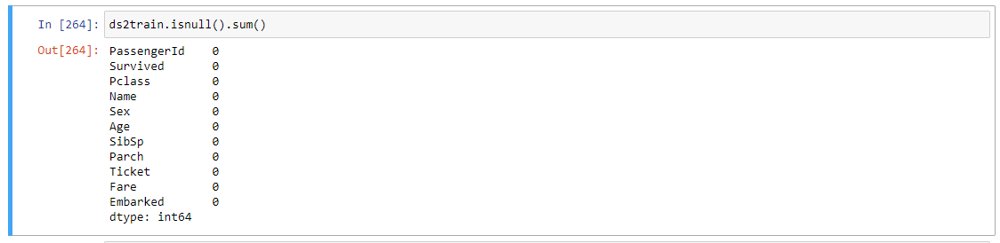 In [264]: ds2train.isnull().sum()
Out[264]: PassengerId    0
Survived       0
Pclass         0
Name           0
Sex            0
Age            0
SibSp          0
Parch          0
Ticket         0
Fare           0
Embarked       0
dtype: int64